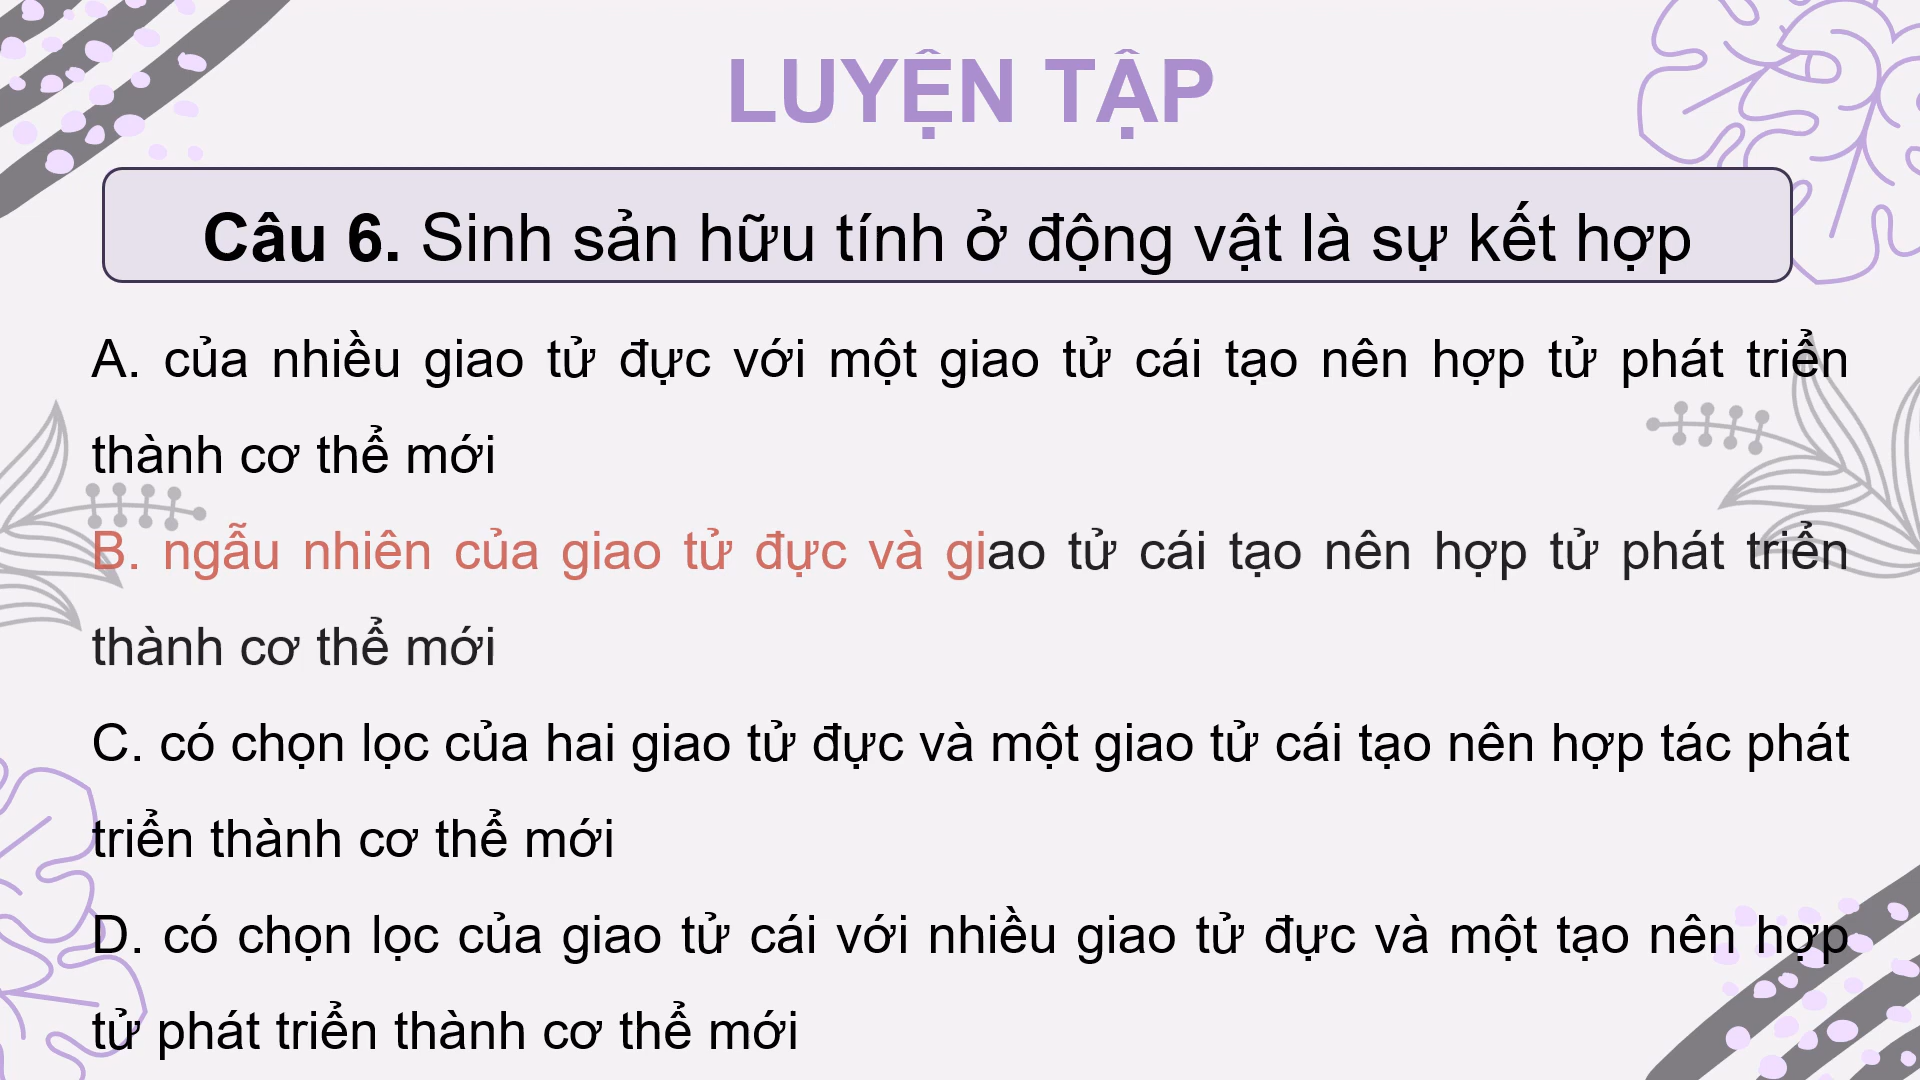 LUYỆN TẬP
Câu 6. Sinh sản hữu tính ở động vật là sự kết hợp
A. của nhiều giao tử đực với một giao tử cái tạo nên hợp tử phát triển
thành cơ thể mới
B. ngẫu nhiên của giao tử đực và giao tử cái tạo nên hợp tử phát triển
thành cơ thể mới
C. có chọn lọc của hai giao tử đực và một giao tử cái tạo nên hợp tác phát
triển thành cơ thể mới
D. có chọn lọc của giao tử cái với nhiều giao tử đực và một tạo nên hợp
tử phát triển thành cơ thể mới